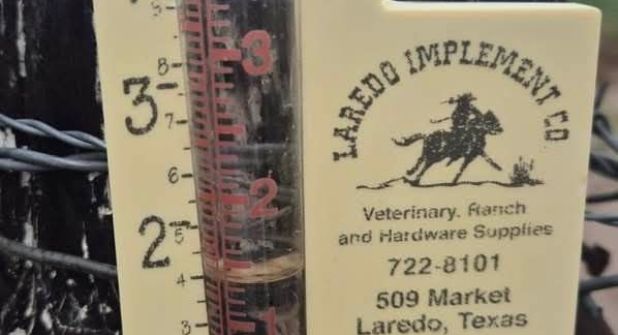 3
8
3
7
6
2
2
5
4
1
3
LAREDO IMPLEMENT CO
Veterinary. Ranch
and Hardware Supplies
722-8101
509 Market
Laredo, Texas